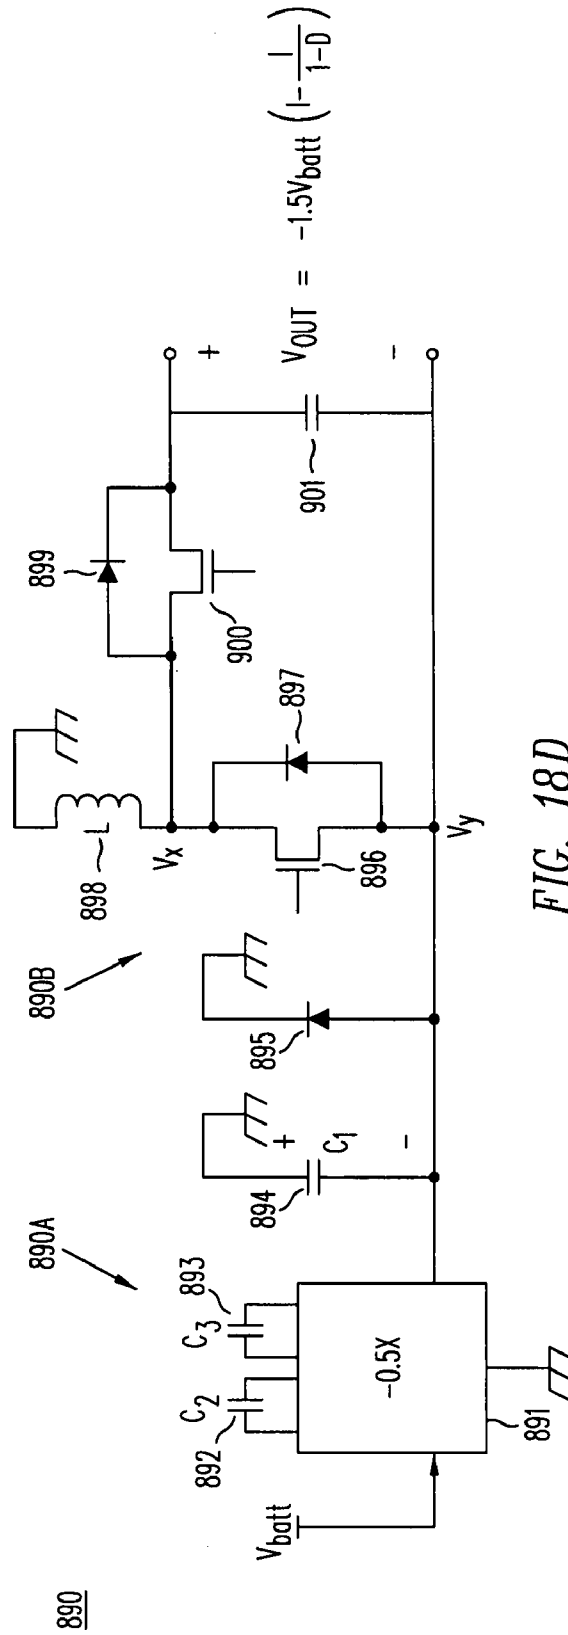 890
890A
890B
V_batt
892
C_2
C_3
893
-0.5X
891
894
+
C_1
-
895
898
L
V_X
896
897
V_y
899
900
901
+
-
V_OUT = -1.5V_batt (1-\frac{1}{1-D})
FIG. 18D